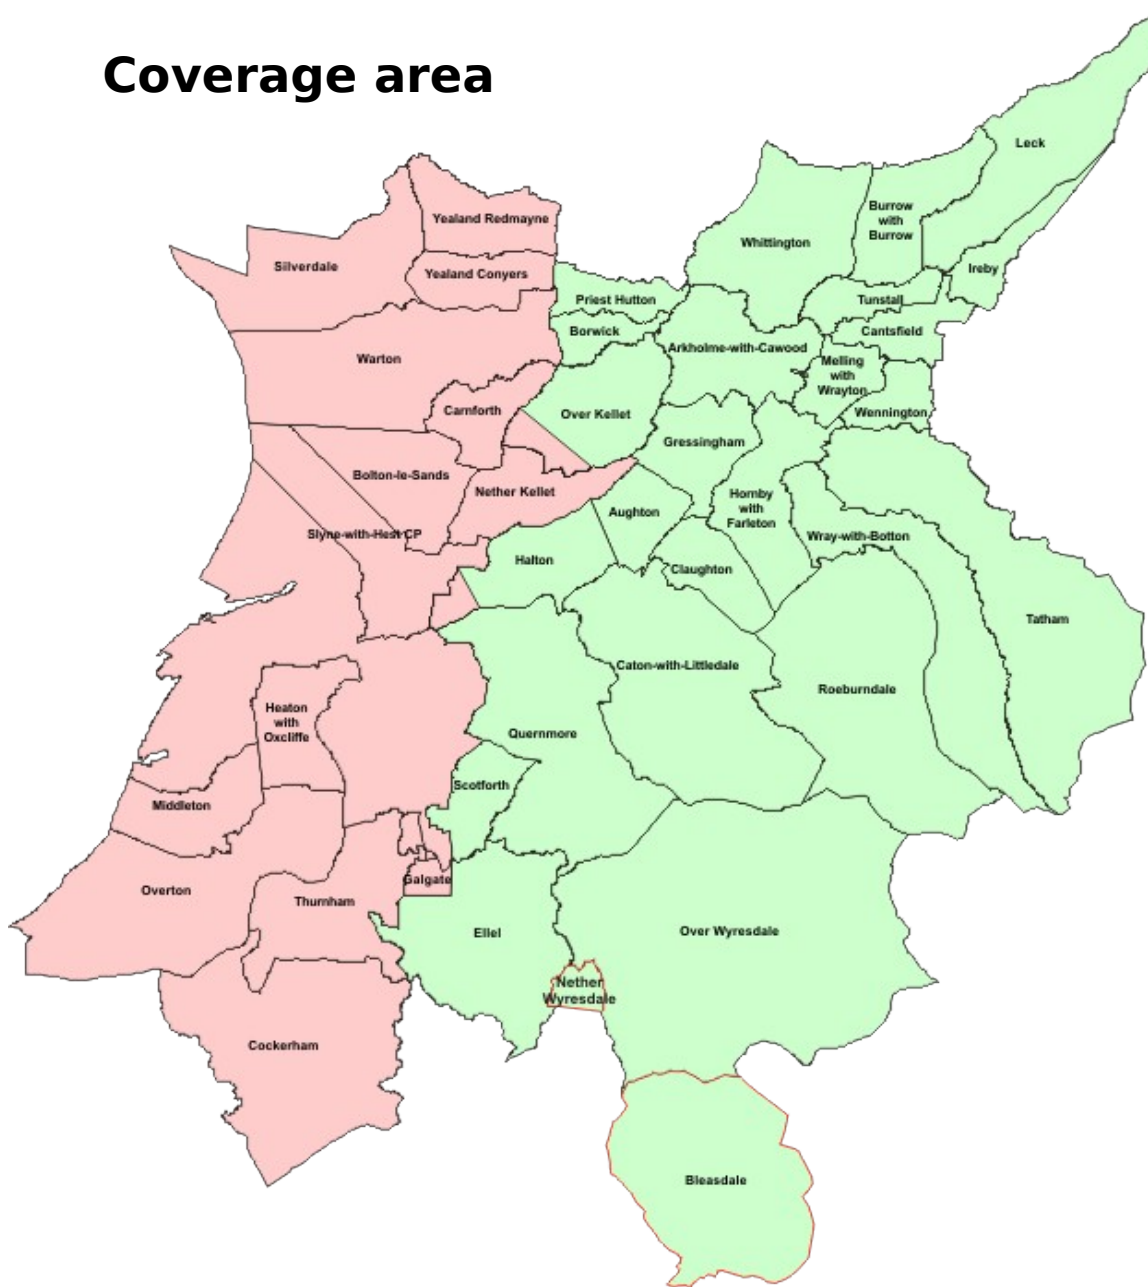 Coverage area
Leck
Yealand Redmayne
Burrow
with
Burrow
Whittington
Silverdale
Yealand Conyers
Ireby
Priest Hutton
Tunstall
Borwick
Cantsfield
Arkholme-with-Cawood
Warton
Melling
with
Wrayton
Carnforth
Over Kellet
Wennington
Gressingham
Bolton-le-Sands
Nether Kellet
Hornby
with
Farleton
Aughton
Slyne-with-Hest CP
Wray-with-Botton
Halton
Claughton
Tatham
Caton-with-Littledale
Roeburndale
Heaton
with
Oxcliffe
Quernmore
Scotforth
Middleton
Galgate
Overton
Thurnham
Ellel
Over Wyresdale
Nether
Wyresdale
Cockerham
Bleasdale